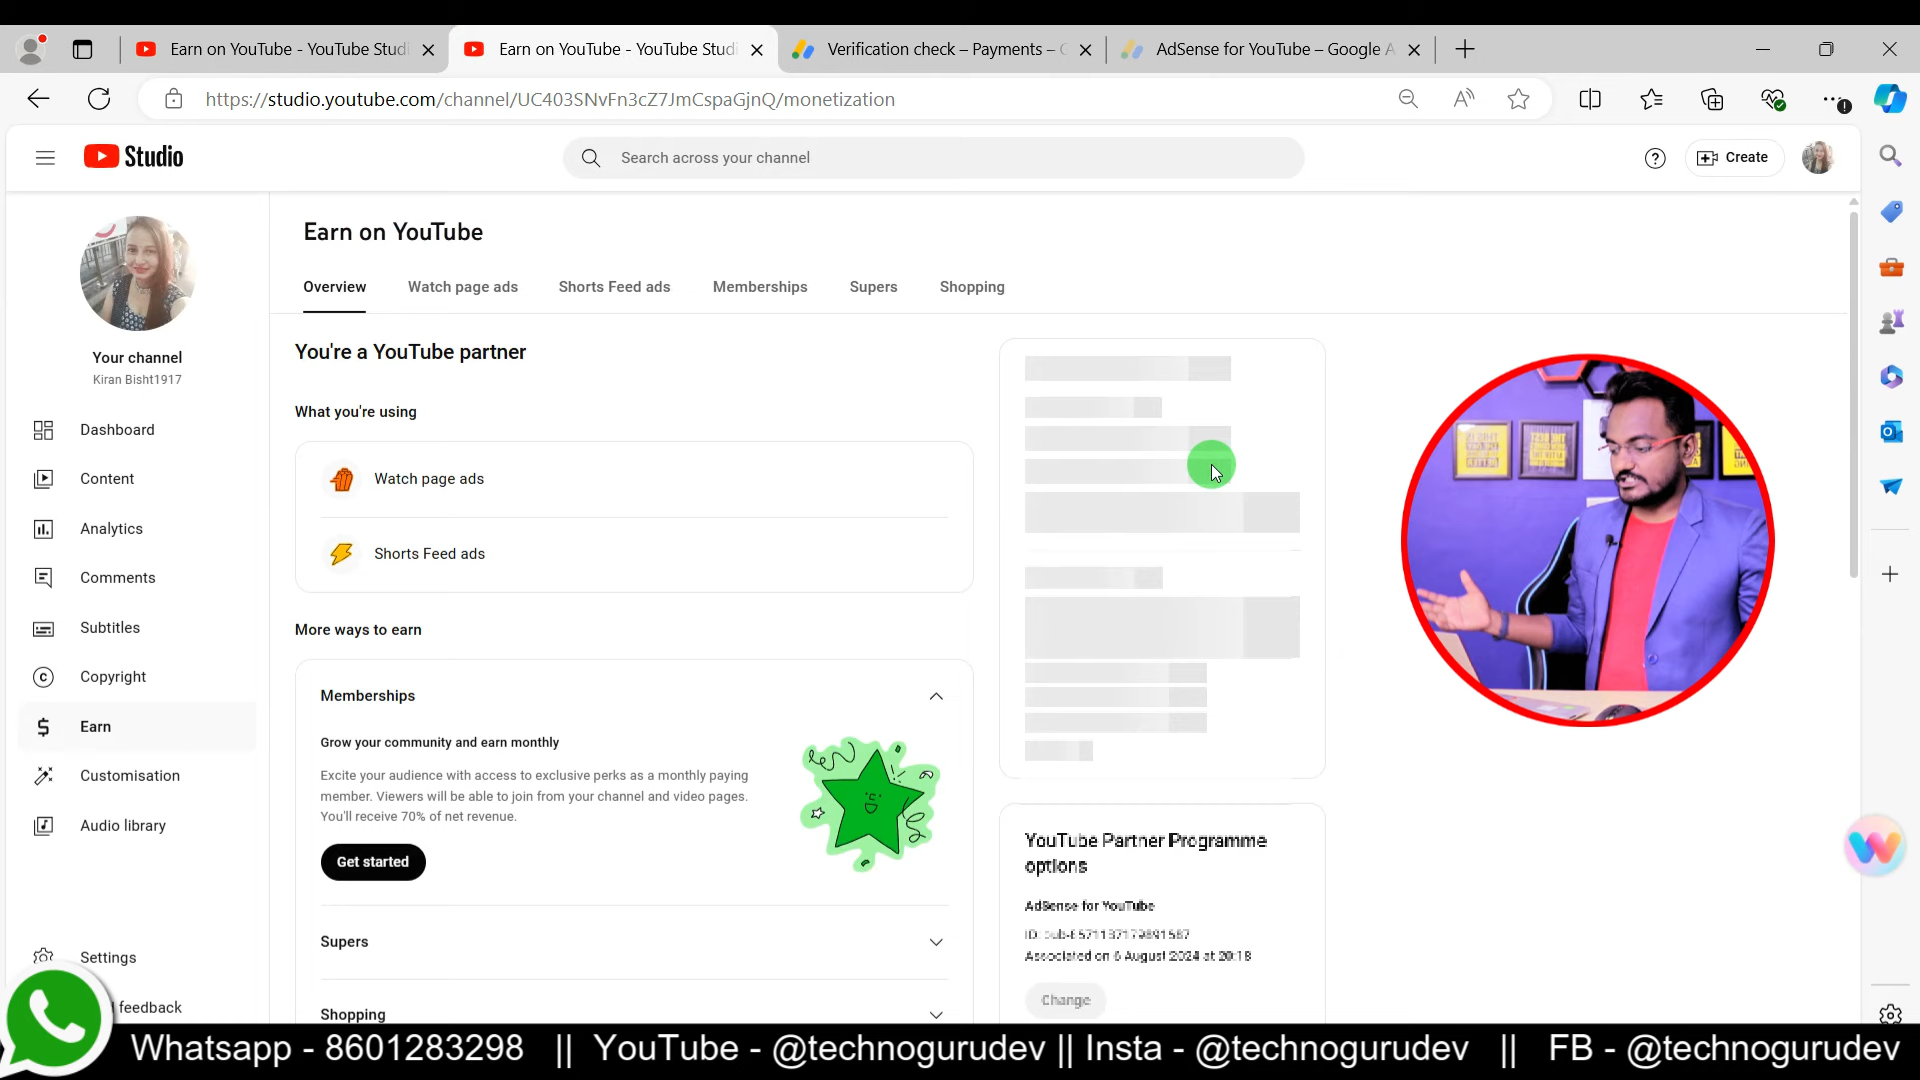 Earn on YouTube - YouTube Studi
Earn on YouTube - YouTube Studi
Verification check – Payments – G
AdSense for YouTube – Google A
https://studio.youtube.com/channel/UC403SNvFn3cZ7JmCspaGjnQ/monetization
Studio
Search across your channel
Create
Your channel
Kiran Bisht1917
Dashboard
Content
Analytics
Comments
Subtitles
Copyright
Earn
Customisation
Audio library
Settings
feedback
Earn on YouTube
Overview
Watch page ads
Shorts Feed ads
Memberships
Supers
Shopping
You're a YouTube partner
What you're using
Watch page ads
Shorts Feed ads
More ways to earn
Memberships
Grow your community and earn monthly
Excite your audience with access to exclusive perks as a monthly paying
member. Viewers will be able to join from your channel and video pages.
You'll receive 70% of net revenue.
Get started
Supers
Shopping
YouTube Partner Programme
options
AdSense for YouTube
Associated on 6 August 2024 at 20:18
Change
Whatsapp - 8601283298 || YouTube - @technogurudev || Insta - @technogurudev || FB - @technogurudev